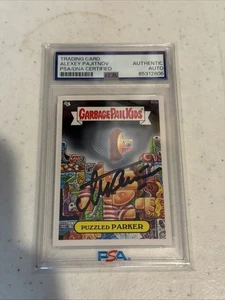 TRADING CARD
ALEXEY PAJITNOV
PSA/DNA CERTIFIED
AUTHENTIC
AUTO
85312806
GARBAGE PAIL KIDS
PUZZLED PARKER
PSA